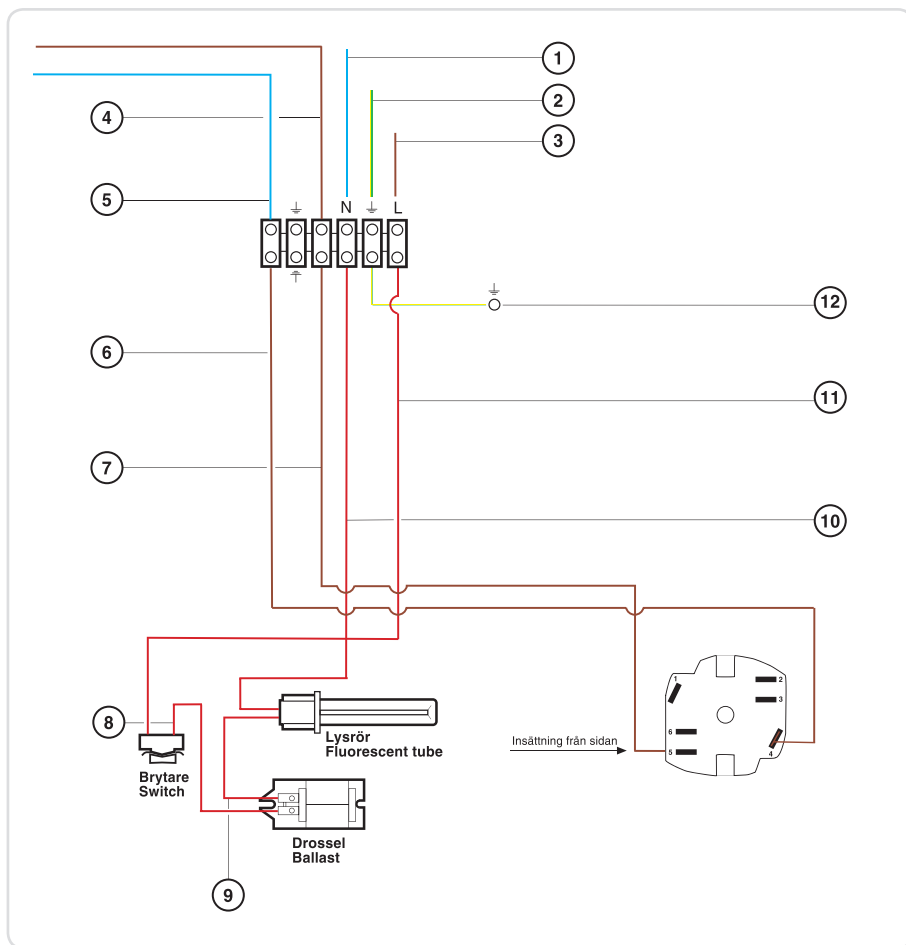 1
2
4
3
5
N L
12
6
11
7
10
1 2
3
8
Lysrör
Fluorescent tube
Insättning från sidan
6
5 4
Brytare
Switch
Drossel
Ballast
9